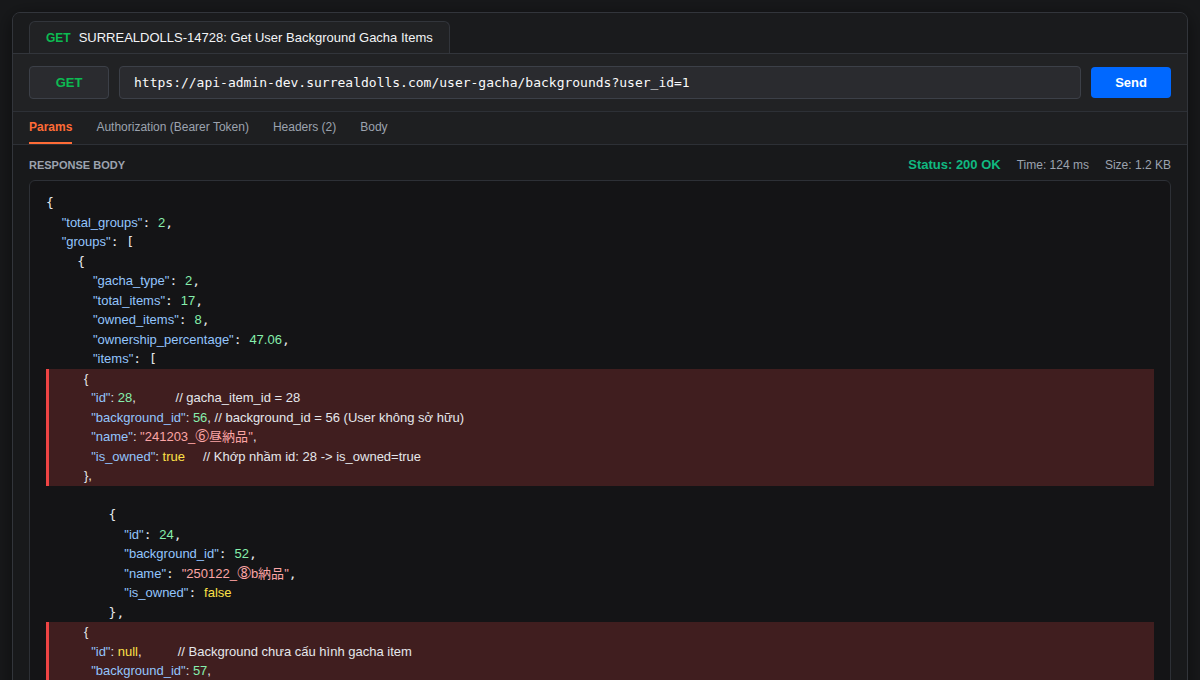 GET SURREALDOLLS-14728: Get User Background Gacha Items
GET https://api-admin-dev.surrealdolls.com/user-gacha/backgrounds?user_id=1 Send
Params Authorization (Bearer Token) Headers (2) Body
RESPONSE BODY Status: 200 OK Time: 124 ms Size: 1.2 KB
{
"total_groups": 2,
"groups": [
{
"gacha_type": 2,
"total_items": 17,
"owned_items": 8,
"ownership_percentage": 47.06,
"items": [
{
"id": 28, // gacha_item_id = 28
"background_id": 56, // background_id = 56 (User không sở hữu)
"name": "241203_⑥昼納品",
"is_owned": true // Khớp nhầm id: 28 -> is_owned=true
},
{
"id": 24,
"background_id": 52,
"name": "250122_⑧b納品",
"is_owned": false
},
{
"id": null, // Background chưa cấu hình gacha item
"background_id": 57,